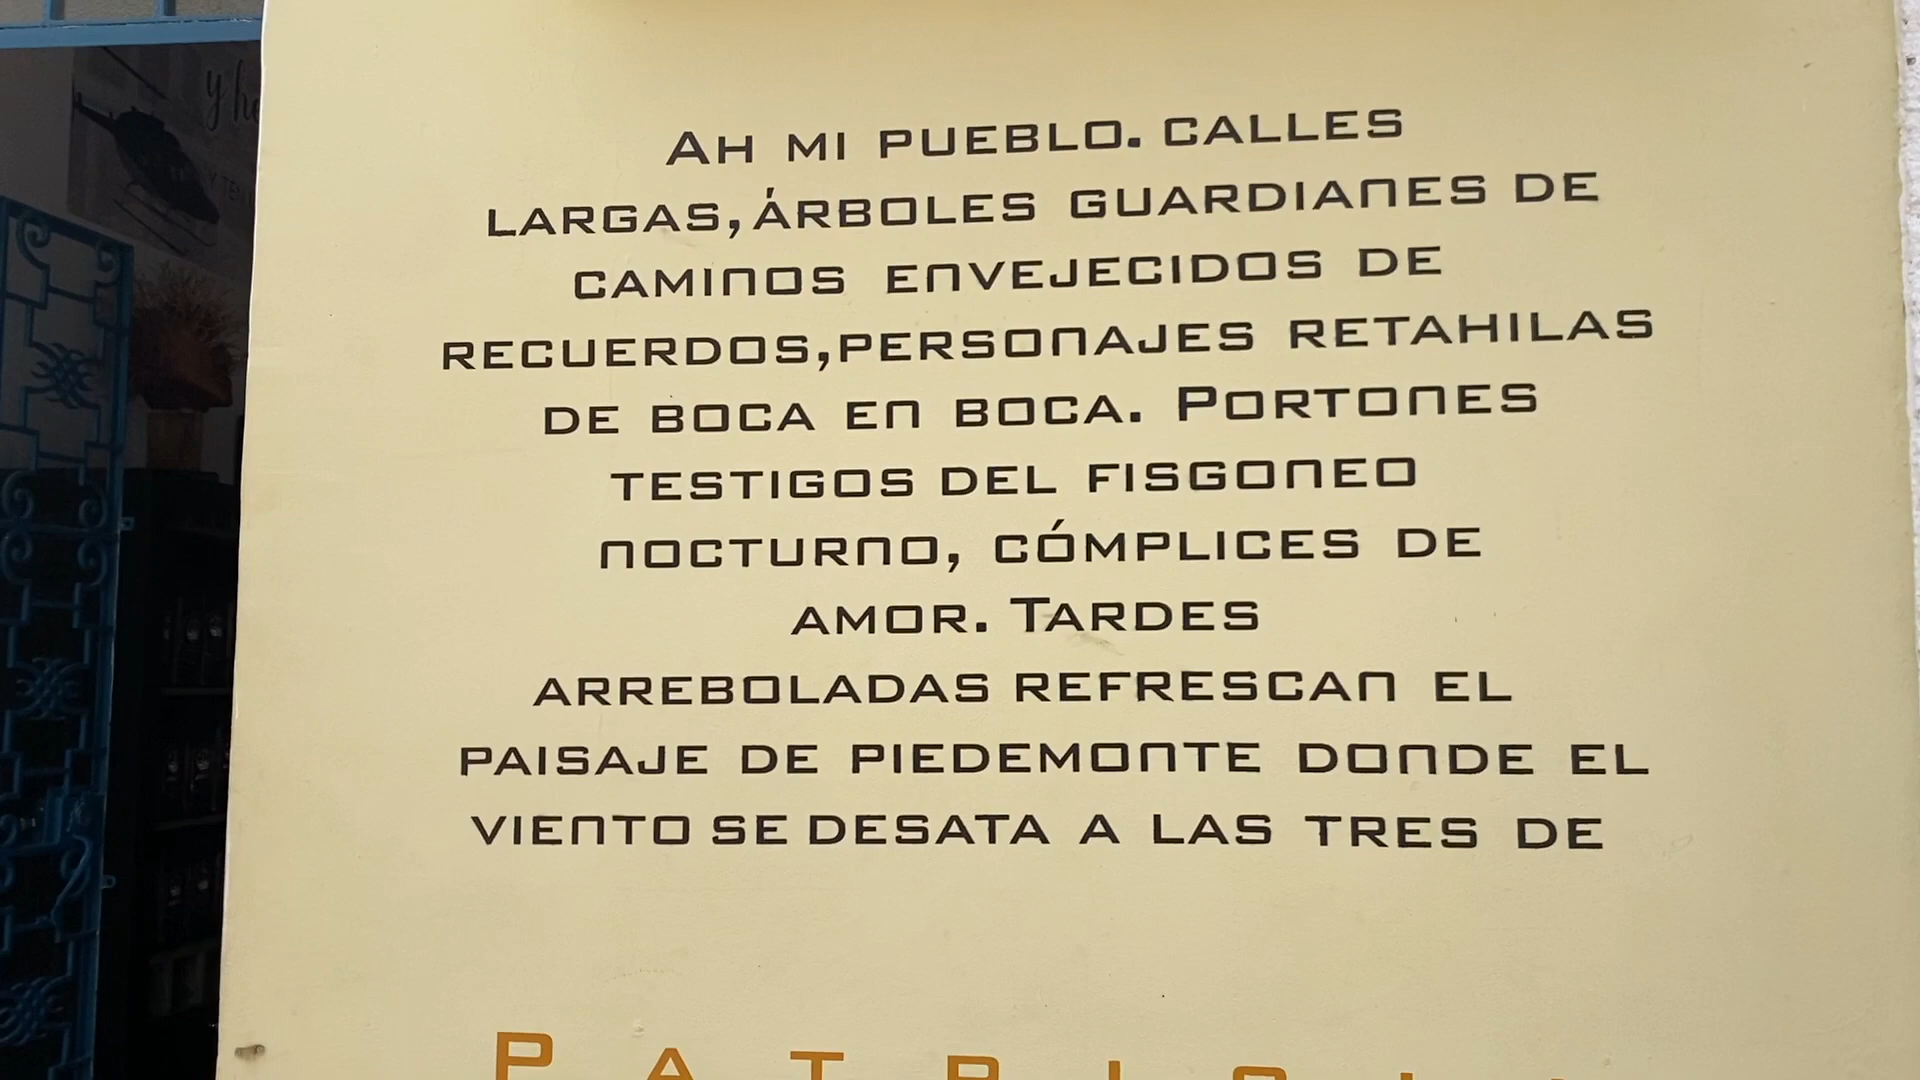 y ha
AH MI PUEBLO. CALLES
LARGAS, ÁRBOLES GUARDIANES DE
CAMINOS ENVEJECIDOS DE
RECUERDOS, PERSONAJES RETAHILAS
DE BOCA EN BOCA. PORTONES
TESTIGOS DEL FISGONEO
NOCTURNO, CÓMPLICES DE
AMOR. TARDES
ARREBOLADAS REFRESCAN EL
PAISAJE DE PIEDEMONTE DONDE EL
VIENTO SE DESATA A LAS TRES DE